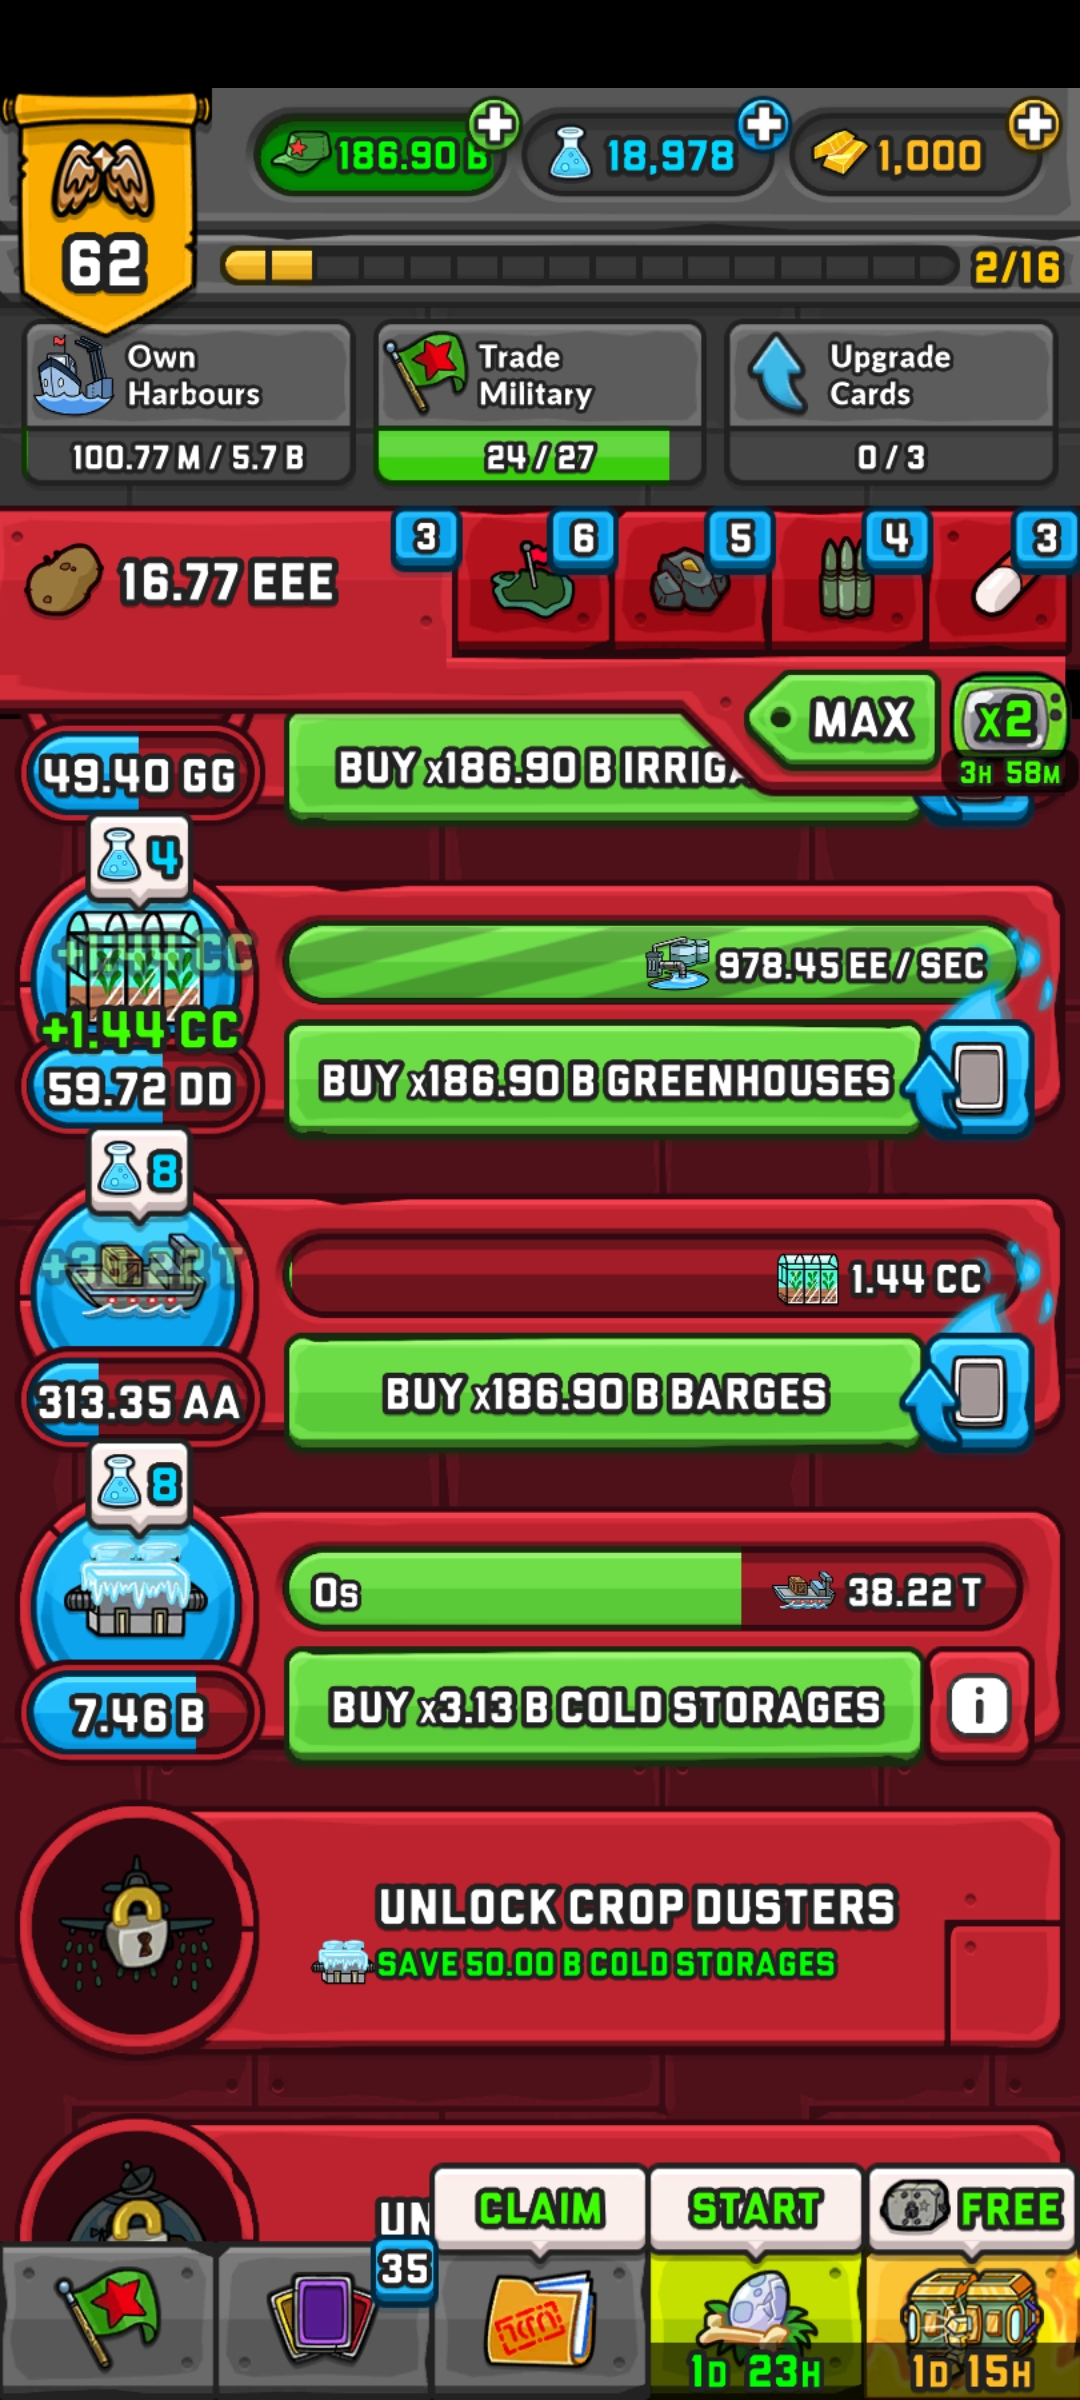 186.90 B
18,978
1,000
62
2/16
Own
Harbours
100.77 M / 5.7 B
Trade
Military
24 / 27
Upgrade
Cards
0 / 3
16.77 EEE
3
6
5
4
3
MAX
x2
3H 58M
49.40 GG
BUY x186.90 B
4
978.45 EE / SEC
+1.44 CC
59.72 DD
BUY x186.90 B GREENHOUSES
8
1.44 CC
313.35 AA
BUY x186.90 B BARGES
8
0s
38.22 T
7.46 B
BUY x3.13 B COLD STORAGES
i
UNLOCK CROP DUSTERS
SAVE 50.00 B COLD STORAGES
UN
CLAIM
START
FREE
35
1D 23H
1D 15H